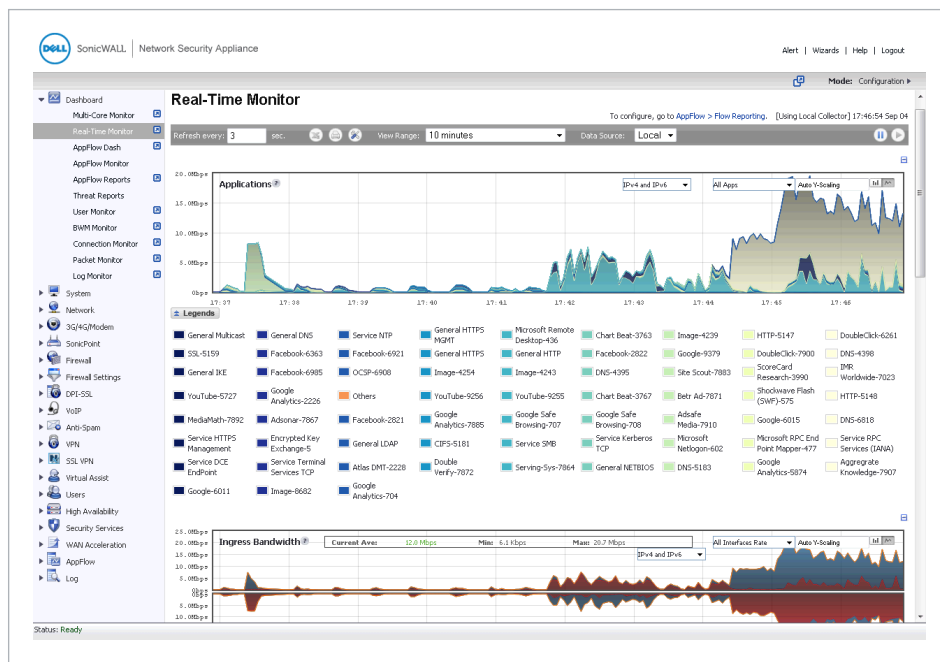 DELL SonicWALL | Network Security Appliance
Alert | Wizards | Help | Logout
Mode: Configuration
Dashboard
Multi-Core Monitor
Real-Time Monitor
AppFlow Dash
AppFlow Monitor
AppFlow Reports
Threat Reports
User Monitor
BWM Monitor
Connection Monitor
Packet Monitor
Log Monitor
System
Network
3G/4G/Modem
SonicPoint
Firewall
Firewall Settings
DPI-SSL
VoIP
Anti-Spam
VPN
SSL VPN
Virtual Assist
Users
High Availability
Security Services
WAN Acceleration
AppFlow
Log
Real-Time Monitor
To configure, go to AppFlow > Flow Reporting. [Using Local Collector] 17:46:54 Sep 04
Refresh every: 3 sec. View Range: 10 minutes Data Source: Local
Applications IPv4 and IPv6 All Apps Auto Y-Scaling
20.0Mbps
15.0Mbps
10.0Mbps
5.0Mbps
0bps
17:37 17:38 17:39 17:40 17:41 17:42 17:43 17:44 17:45 17:46
Legends
General Multicast General DNS Service NTP General HTTPS MGMT Microsoft Remote Desktop-436 Chart Beat-3763 Image-4239 HTTP-5147 DoubleClick-6261
SSL-5159 Facebook-6363 Facebook-6921 General HTTPS General HTTP Facebook-2822 Google-9379 DoubleClick-7900 DNS-4398
General IKE Facebook-6985 OCSP-6908 Image-4254 Image-4243 DNS-4395 Site Scout-7883 ScoreCard Research-3990 IMR Worldwide-7023
YouTube-5727 Google Analytics-2226 Others YouTube-9256 YouTube-9255 Chart Beat-3767 Betr Ad-7871 Shockwave Flash (SWF)-575 HTTP-5148
MediaMath-7892 Adsonar-7867 Facebook-2821 Google Analytics-7885 Google Safe Browsing-707 Google Safe Browsing-708 Adsafe Media-7910 Google-6015 DNS-6818
Service HTTPS Management Encrypted Key Exchange-5 General LDAP CIFS-5181 Service SMB Service Kerberos TCP Microsoft Netlogon-602 Microsoft RPC End Point Mapper-477 Service RPC Services (IANA)
Service DCE EndPoint Service Terminal Services TCP Atlas DMT-2228 Double Verify-7872 Serving-Sys-7864 General NETBIOS DNS-5183 Google Analytics-5874 Aggregrate Knowledge-7907
Google-6011 Image-8682 Google Analytics-704
Ingress Bandwidth Current Ave: 12.0 Mbps Min: 6.1 Kbps Max: 20.7 Mbps All Interfaces Rate Auto Y-Scaling
IPv4 and IPv6
25.0Mbps
20.0Mbps
15.0Mbps
10.0Mbps
5.0Mbps
0bps
5.0Mbps
10.0Mbps
Status: Ready